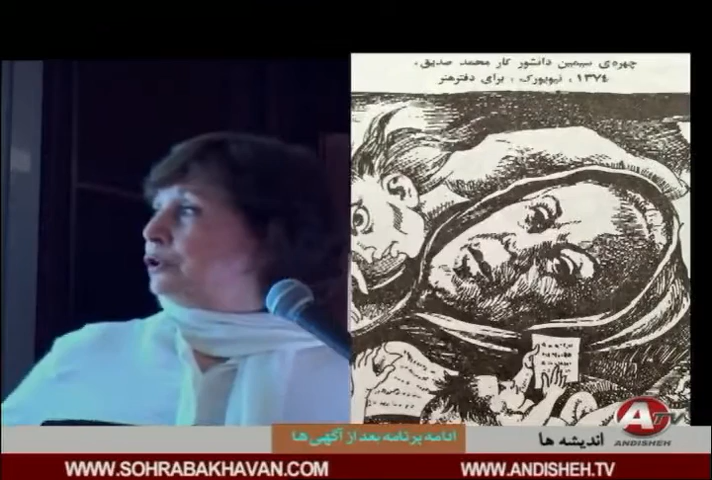 چهره‌ی سیمین دانشور کار محمد صدیق،
۱۳۷٤، نیویورک، برای دفترهنر
ادامه برنامه بعد از آگهی ها
اندیشه ها
ATV
ANDISHEH
WWW.SOHRABAKHAVAN.COM
WWW.ANDISHEH.TV